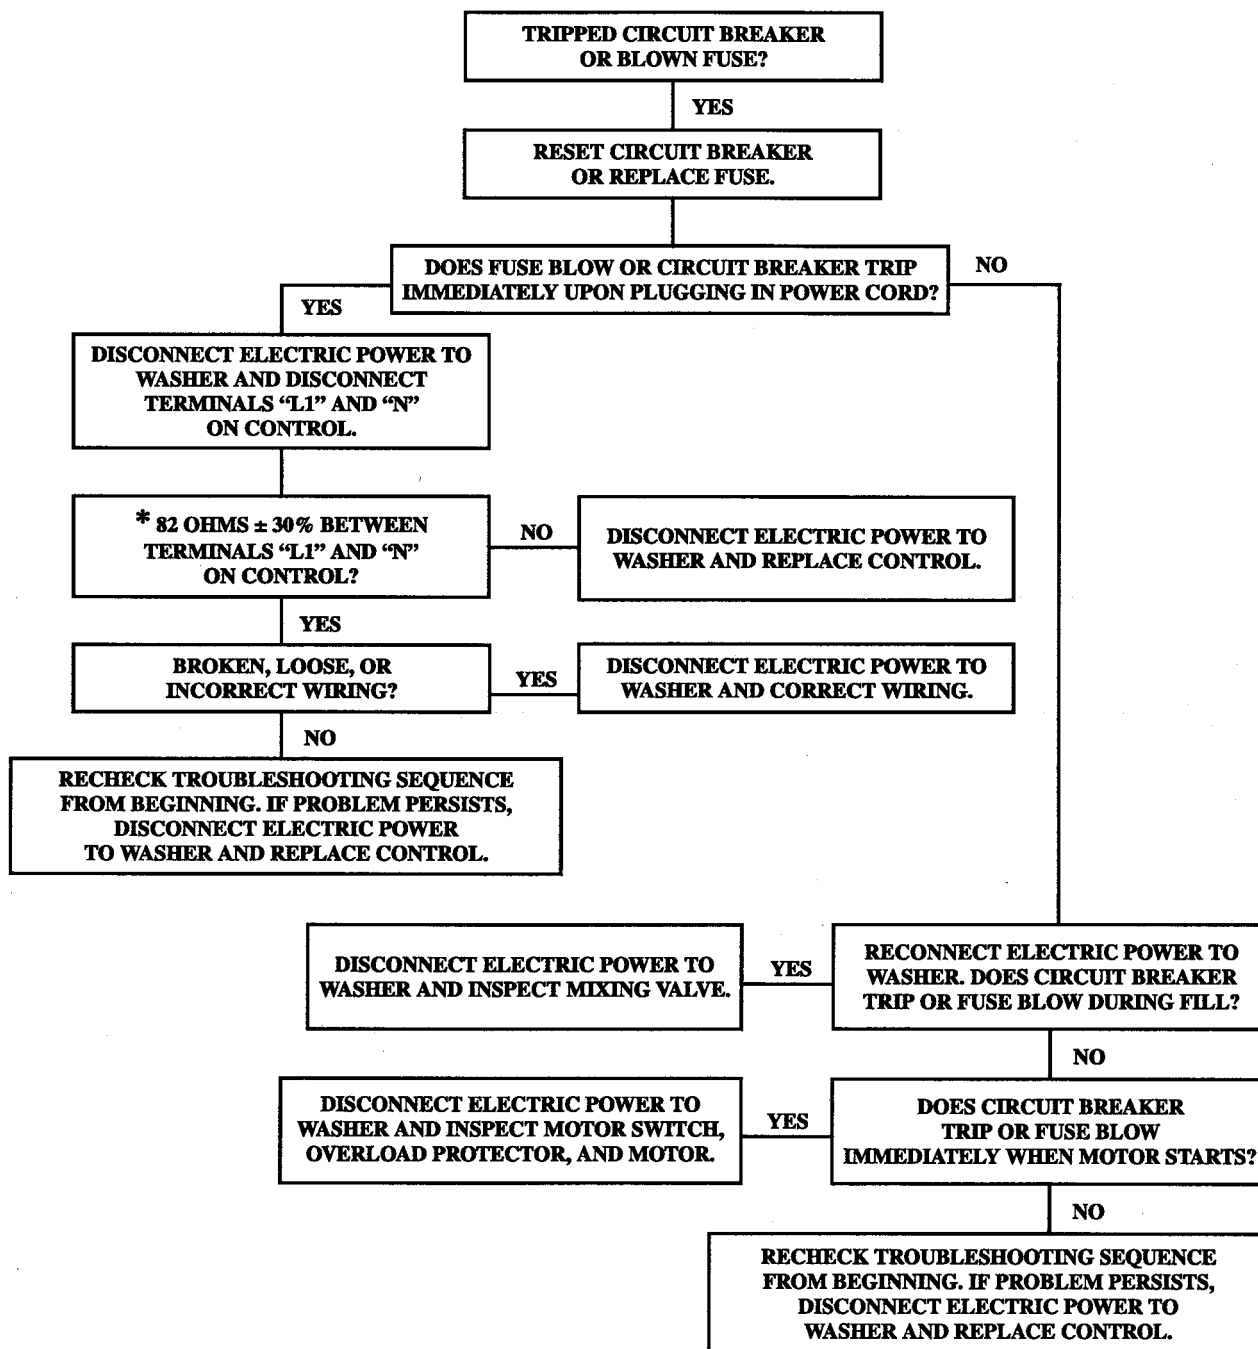 TRIPPED CIRCUIT BREAKER
OR BLOWN FUSE?
YES
RESET CIRCUIT BREAKER
OR REPLACE FUSE.
DOES FUSE BLOW OR CIRCUIT BREAKER TRIP
IMMEDIATELY UPON PLUGGING IN POWER CORD?
NO
YES
DISCONNECT ELECTRIC POWER TO
WASHER AND DISCONNECT
TERMINALS “L1” AND “N”
ON CONTROL.
* 82 OHMS ± 30% BETWEEN
TERMINALS “L1” AND “N”
ON CONTROL?
NO
DISCONNECT ELECTRIC POWER TO
WASHER AND REPLACE CONTROL.
YES
BROKEN, LOOSE, OR
INCORRECT WIRING?
YES
DISCONNECT ELECTRIC POWER TO
WASHER AND CORRECT WIRING.
NO
RECHECK TROUBLESHOOTING SEQUENCE
FROM BEGINNING. IF PROBLEM PERSISTS,
DISCONNECT ELECTRIC POWER
TO WASHER AND REPLACE CONTROL.
RECONNECT ELECTRIC POWER TO
WASHER. DOES CIRCUIT BREAKER
TRIP OR FUSE BLOW DURING FILL?
YES
DISCONNECT ELECTRIC POWER TO
WASHER AND INSPECT MIXING VALVE.
NO
DOES CIRCUIT BREAKER
TRIP OR FUSE BLOW
IMMEDIATELY WHEN MOTOR STARTS?
YES
DISCONNECT ELECTRIC POWER TO
WASHER AND INSPECT MOTOR SWITCH,
OVERLOAD PROTECTOR, AND MOTOR.
NO
RECHECK TROUBLESHOOTING SEQUENCE
FROM BEGINNING. IF PROBLEM PERSISTS,
DISCONNECT ELECTRIC POWER TO
WASHER AND REPLACE CONTROL.